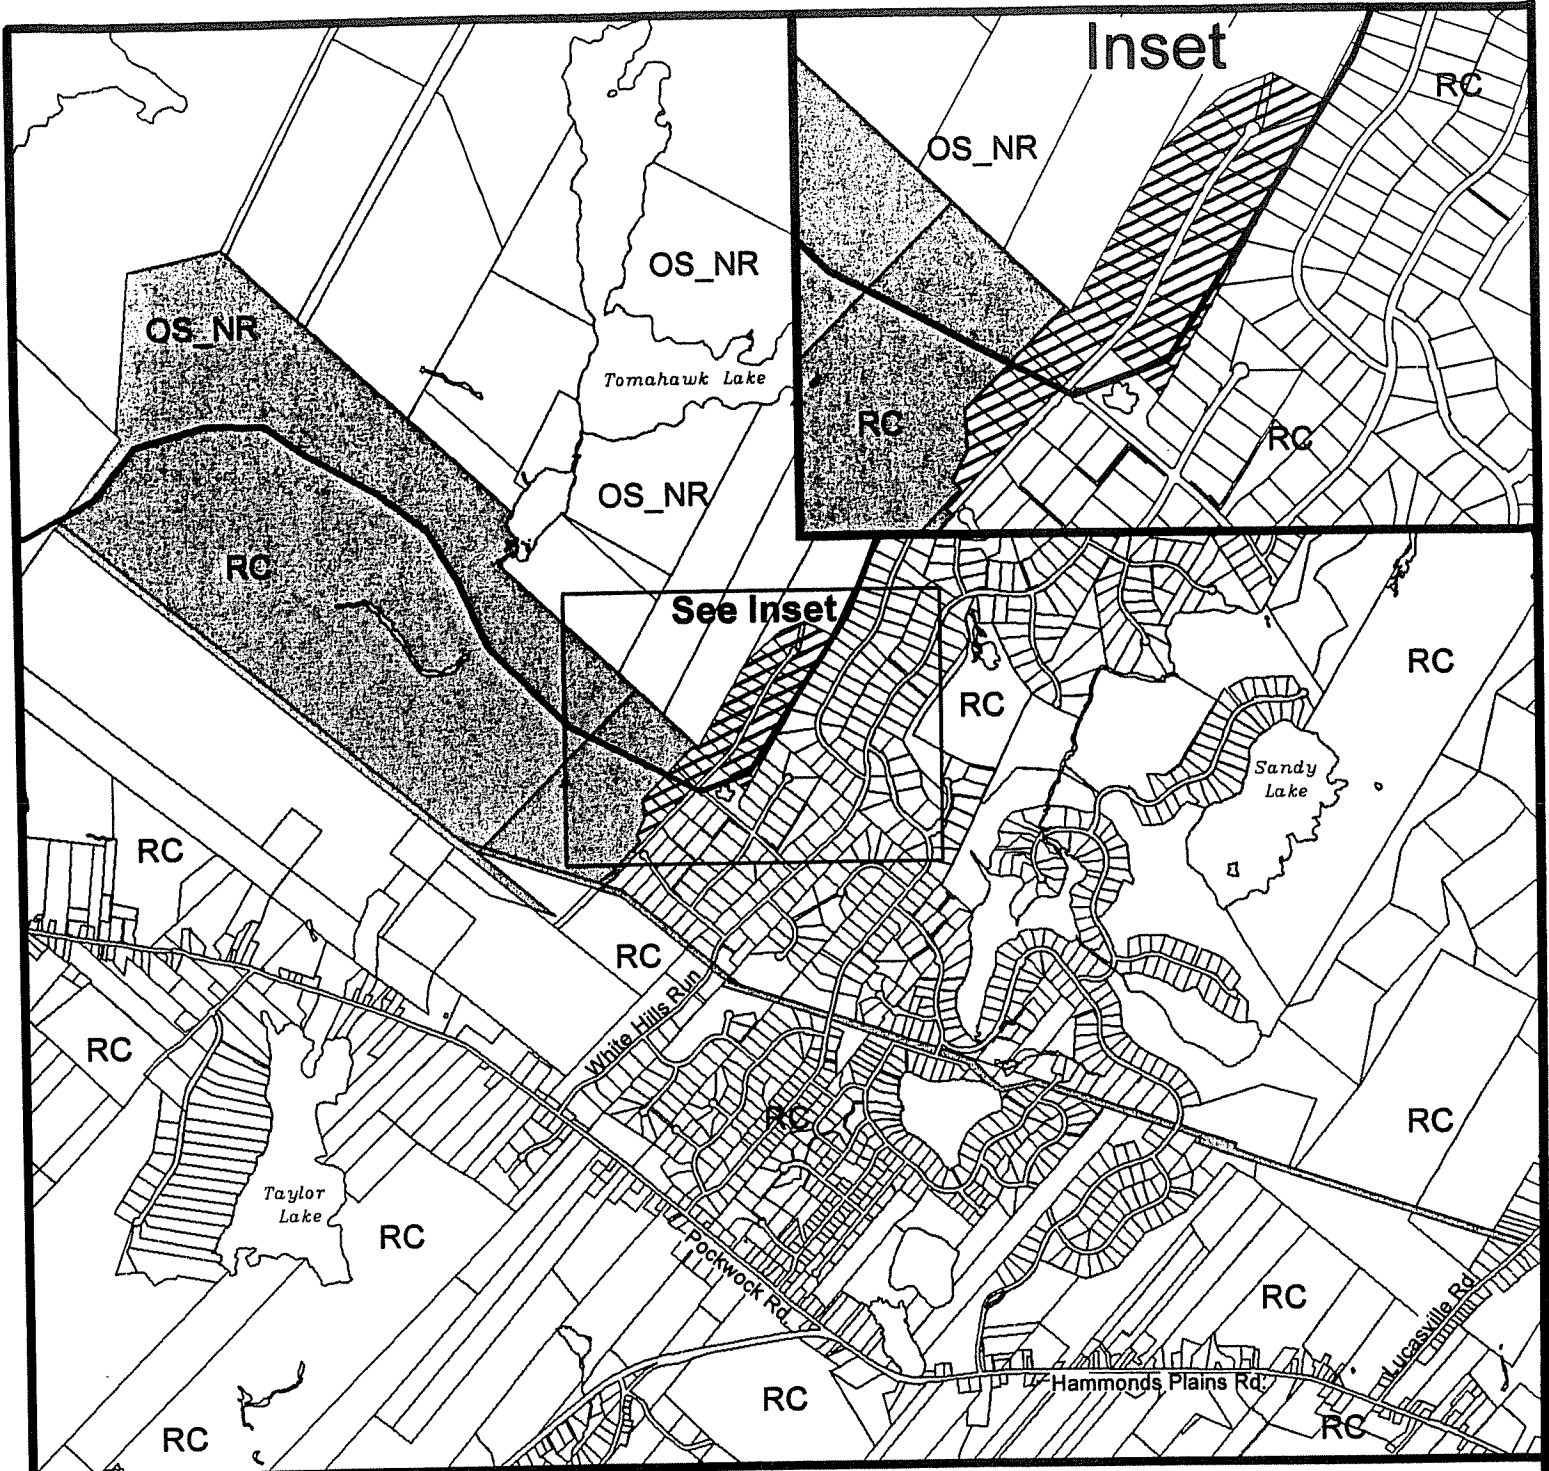 Inset
RC
OS_NR
OS_NR
OS_NR
Tomahawk Lake
RC
RC
OS_NR
RC
See Inset
RC
RC
Sandy
Lake
RC
RC
White Hills Run
RC
RC
RC
Taylor
Lake
RC
Pockwock Rd.
RC
Lucasville Rd.
Hammonds Plains Rd.
RC
RC
RC